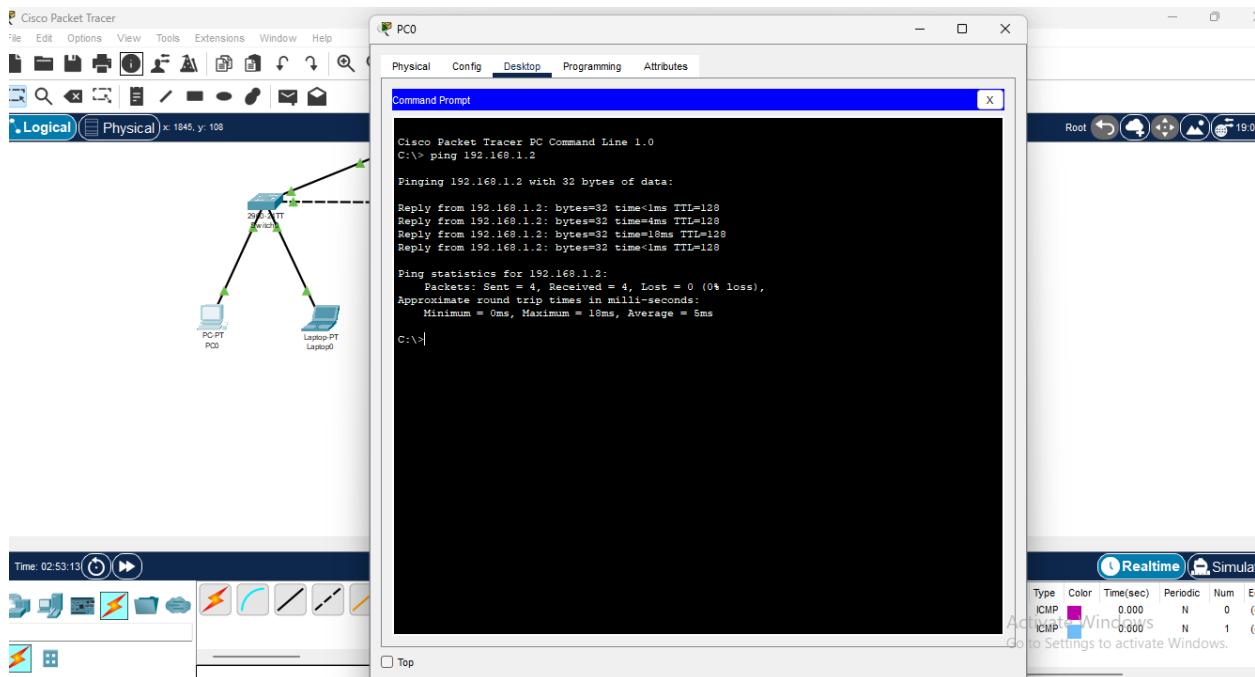 Cisco Packet Tracer
File Edit Options View Tools Extensions Window Help
Logical Physical x: 1845, y: 108
Root 19:0
2960-24TT
Switch
PC-PT
PC0
Laptop-PT
Laptop0
PC0
Physical Config Desktop Programming Attributes
Command Prompt X
Cisco Packet Tracer PC Command Line 1.0
C:\> ping 192.168.1.2
Pinging 192.168.1.2 with 32 bytes of data:
Reply from 192.168.1.2: bytes=32 time<1ms TTL=128
Reply from 192.168.1.2: bytes=32 time=4ms TTL=128
Reply from 192.168.1.2: bytes=32 time=18ms TTL=128
Reply from 192.168.1.2: bytes=32 time<1ms TTL=128
Ping statistics for 192.168.1.2:
Packets: Sent = 4, Received = 4, Lost = 0 (0% loss),
Approximate round trip times in milli-seconds:
Minimum = 0ms, Maximum = 18ms, Average = 5ms
C:\>
Top
Time: 02:53:13
Realtime Simula
Type Color Time(sec) Periodic Num E
ICMP 0.000 N 0 (
ICMP 0.000 N 1 (
Activate Windows
Go to Settings to activate Windows.